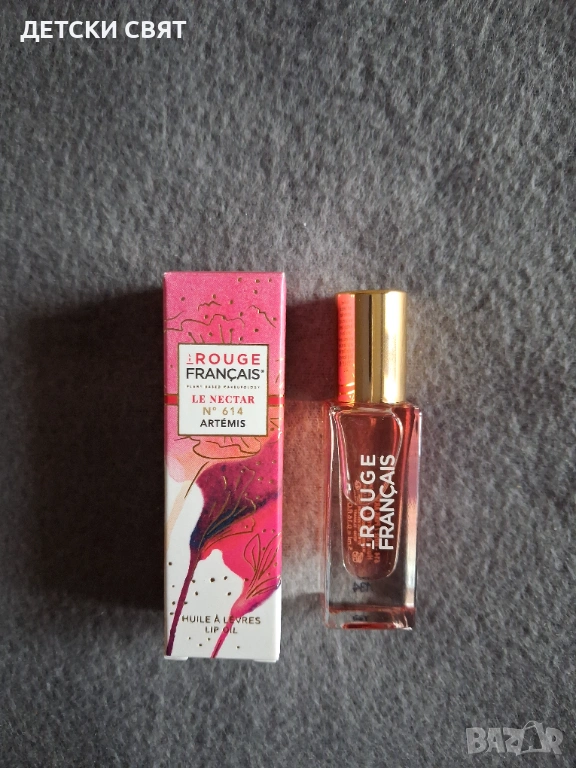 ДЕТСКИ СВЯТ
LE ROUGE
FRANÇAIS®
PLANT BASED MAKEUPOLOGY
LE NECTAR
N° 614
ARTÉMIS
HUILE À LÈVRES
LIP OIL
LE ROUGE
FRANÇAIS
BAZAR